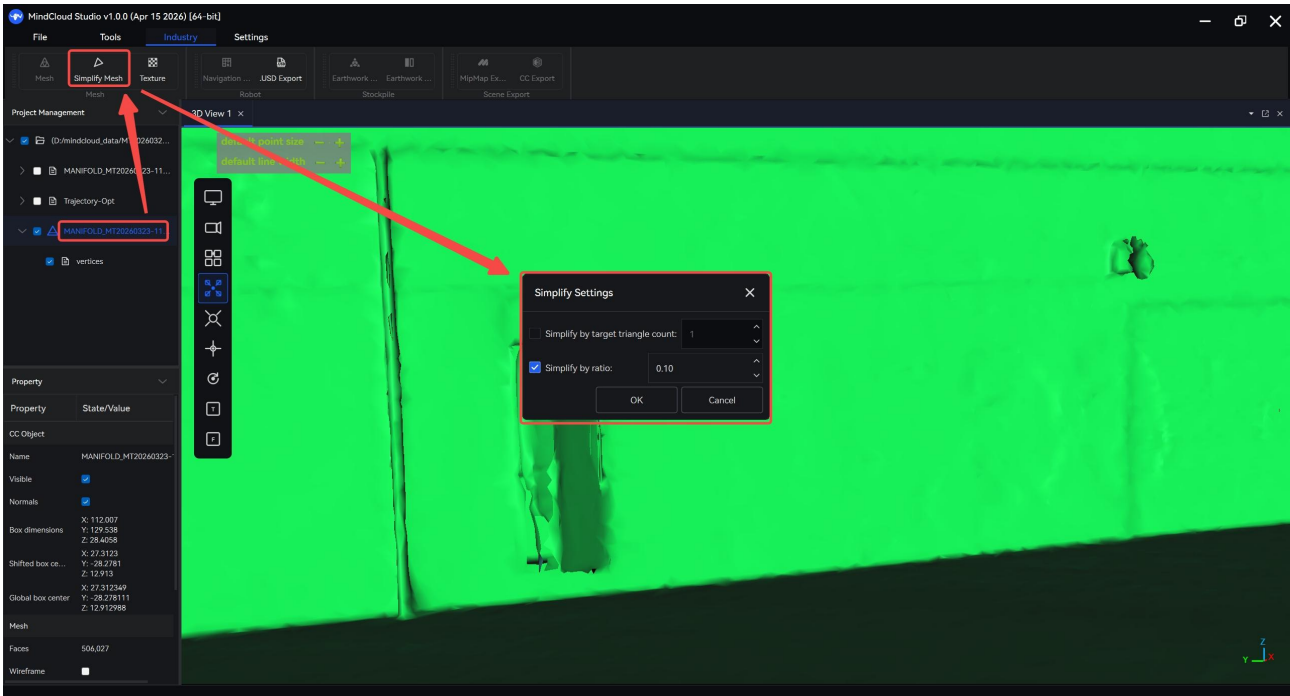 MindCloud Studio v1.0.0 (Apr 15 2026) [64-bit]
File Tools Industry Settings
Mesh Simplify Mesh Texture Navigation ... .USD Export Earthwork ... Earthwork ... MipMap Ex... CC Export
Mesh Robot Stockpile Scene Export
Project Management
3D View 1 ×
(D:/mindcloud_data/MT2026032...
MANIFOLD_MT20260323-11...
Trajectory-Opt
MANIFOLD_MT20260323-11...
vertices
default point size − +
default line width − +
T
F
Simplify Settings
Simplify by target triangle count: 1
Simplify by ratio: 0.10
OK Cancel
Property
Property State/Value
CC Object
Name MANIFOLD_MT20260323-
Visible
Normals
Box dimensions X: 112.007
Y: 129.538
Z: 28.4058
Shifted box ce... X: 27.3123
Y: -28.2781
Z: 12.913
Global box center X: 27.312349
Y: -28.278111
Z: 12.912988
Mesh
Faces 506,027
Wireframe
Z
Y X